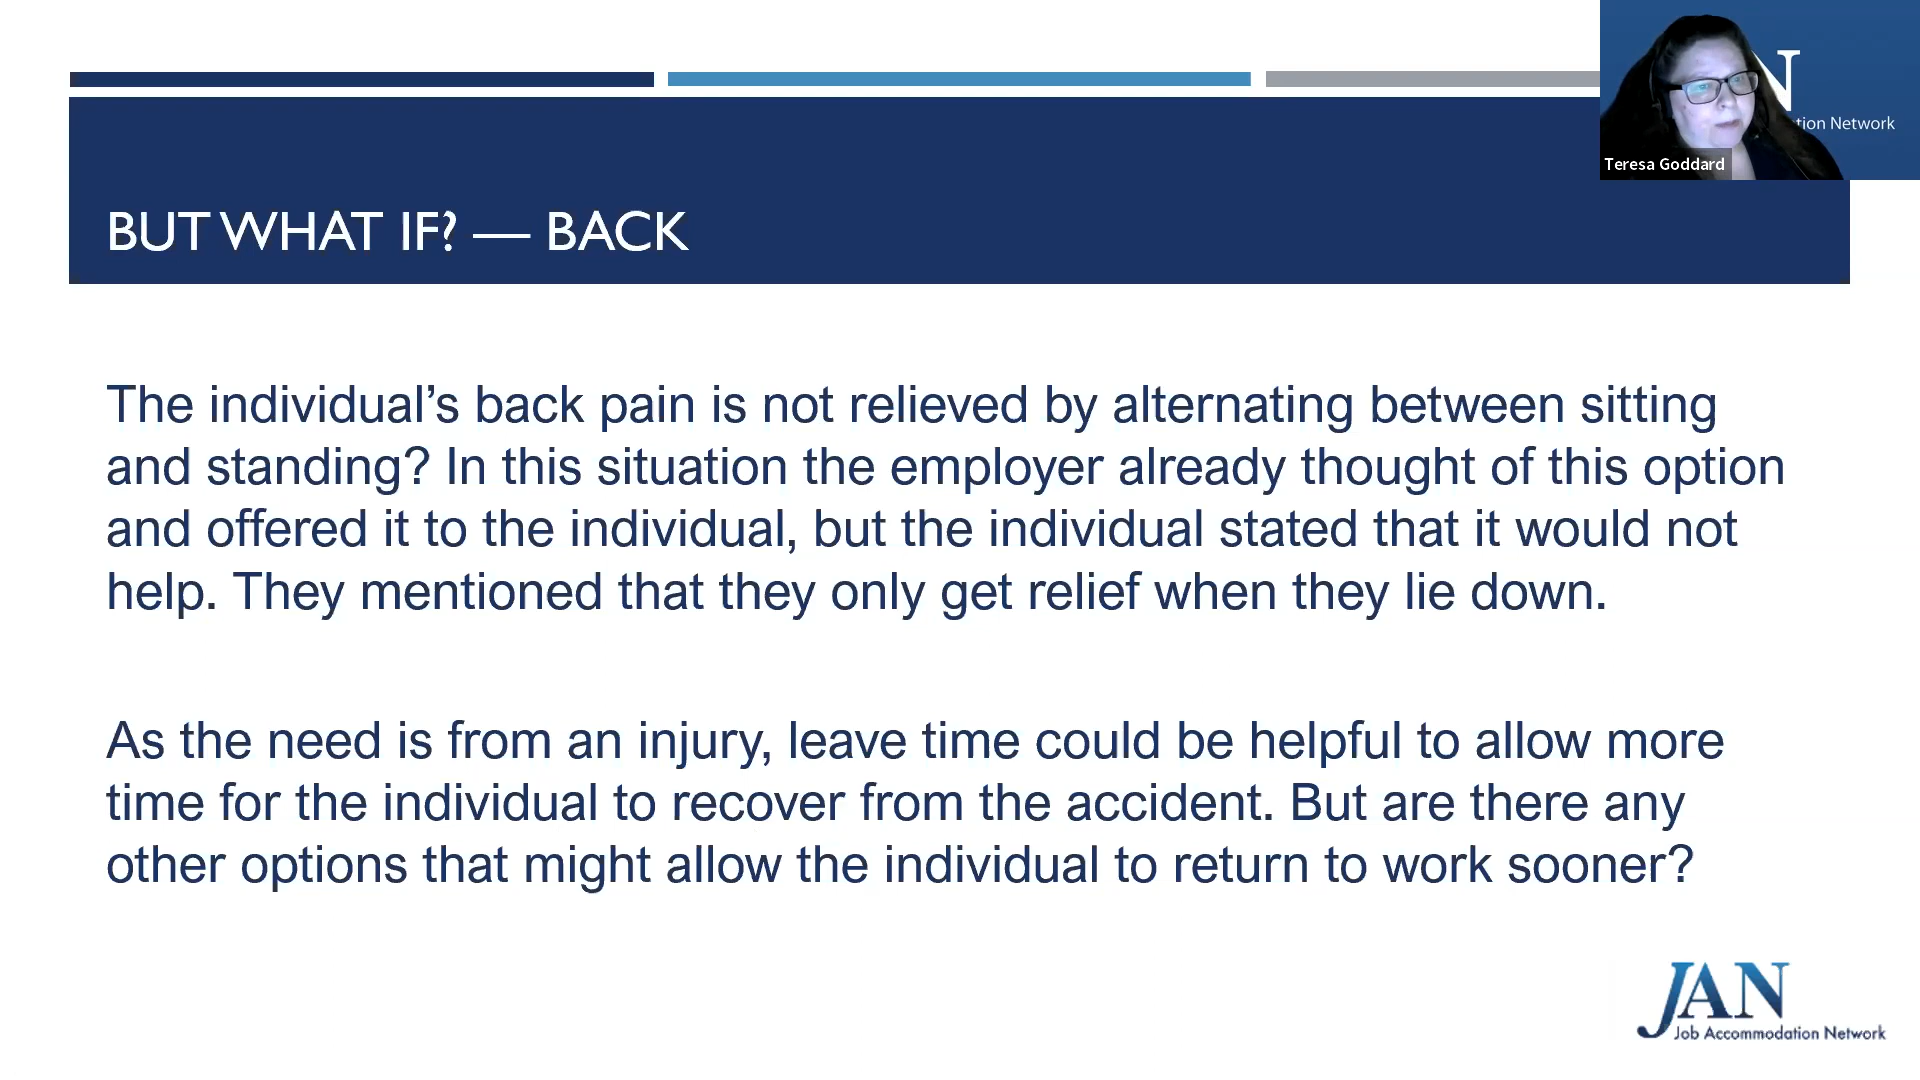 N
tion Network
Teresa Goddard
BUT WHAT IF? — BACK
The individual’s back pain is not relieved by alternating between sitting
and standing? In this situation the employer already thought of this option
and offered it to the individual, but the individual stated that it would not
help. They mentioned that they only get relief when they lie down.
As the need is from an injury, leave time could be helpful to allow more
time for the individual to recover from the accident. But are there any
other options that might allow the individual to return to work sooner?
JAN
Job Accommodation Network